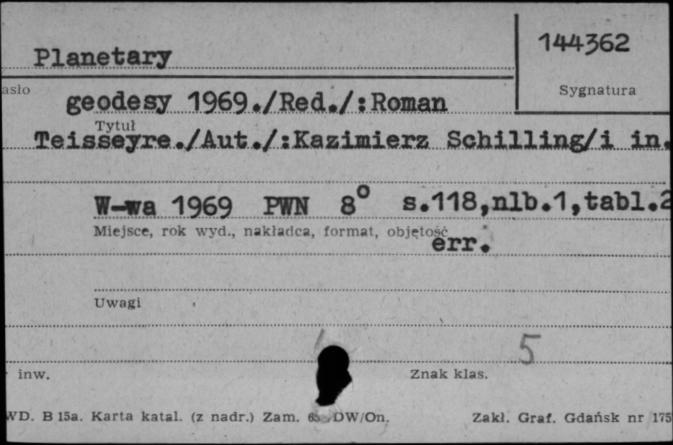 Planetary
144362
asło
Sygnatura
geodesy 1969./Red./:Roman
Tytuł
Teisseyre./Aut./:Kazimierz Schilling/i in.
W-wa 1969 PWN 8° s.118,nlb.1,tabl.2
Miejsce, rok wyd., nakładca, format, objętość
err.
Uwagi
5
inw.
Znak klas.
WD. B 15a. Karta katal. (z nadr.) Zam. DW/On.
Zakł. Graf. Gdańsk nr 175